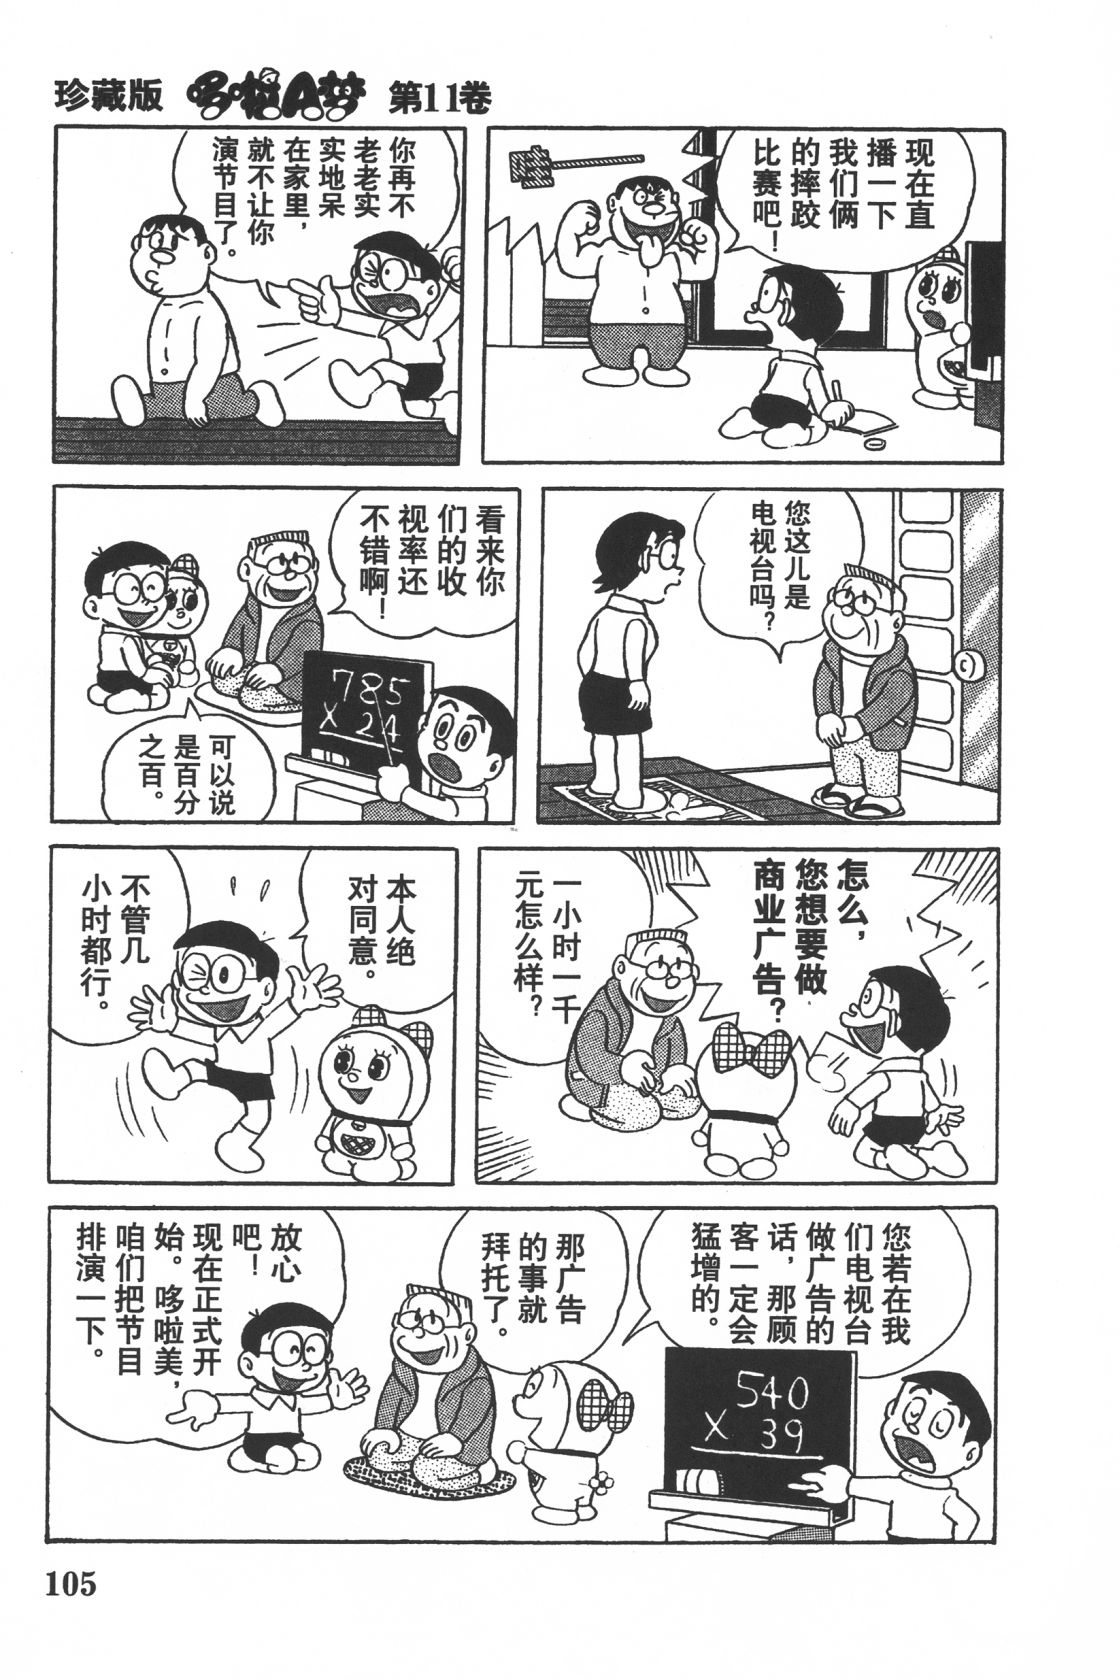 珍藏版 哆啦A梦 第11卷
现在直
播一下
我们俩
的摔跤
比赛吧！
你再不
老老实
实地呆
在家里，
就不让你
演节目了。
您这儿是
电视台吗？
看来你
们的收
视率还
不错啊！
785
× 24
可以说
是百分
之百。
怎么，
您想要做
商业广告？
一小时一千
元怎么样？
本人绝
对同意。
不管几
小时都行。
您若在我
们电视台
做广告的
话，那顾
客一定会
猛增的。
540
× 39
那广告
的事就
拜托了。
放心
吧！
现在正式开
始。哆啦美，
咱们把节目
排演一下。
105